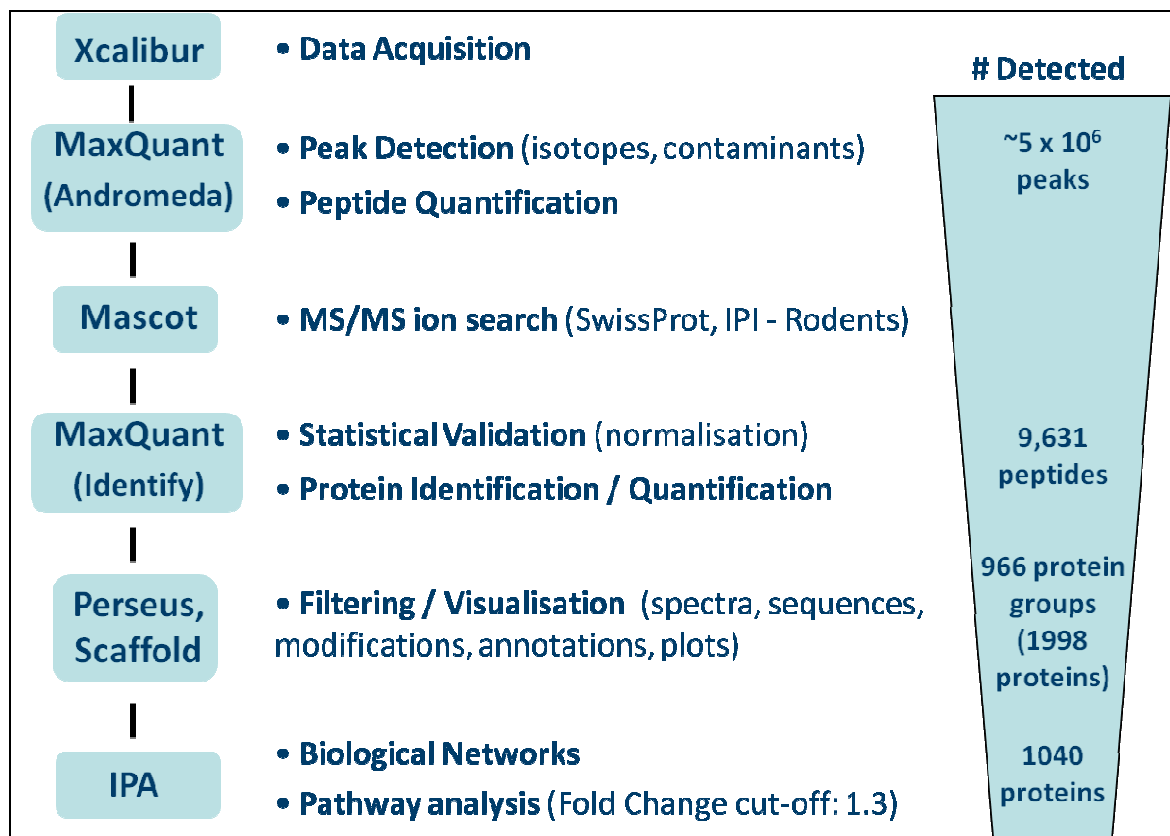 Xcalibur
• Data Acquisition
# Detected
MaxQuant
(Andromeda)
• Peak Detection (isotopes, contaminants)
• Peptide Quantification
~5 x 10⁶
peaks
Mascot
• MS/MS ion search (SwissProt, IPI - Rodents)
MaxQuant
(Identify)
• Statistical Validation (normalisation)
• Protein Identification / Quantification
9,631
peptides
Perseus,
Scaffold
• Filtering / Visualisation (spectra, sequences,
modifications, annotations, plots)
966 protein
groups
(1998
proteins)
IPA
• Biological Networks
• Pathway analysis (Fold Change cut-off: 1.3)
1040
proteins